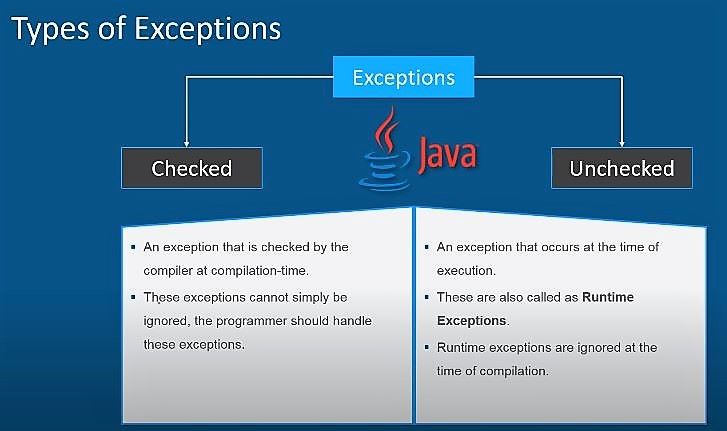 Types of Exceptions
Exceptions
Java
Checked
Unchecked
▪ An exception that is checked by the
compiler at compilation-time.
▪ These exceptions cannot simply be
ignored, the programmer should handle
these exceptions.
▪ An exception that occurs at the time of
execution.
▪ These are also called as Runtime
Exceptions.
▪ Runtime exceptions are ignored at the
time of compilation.